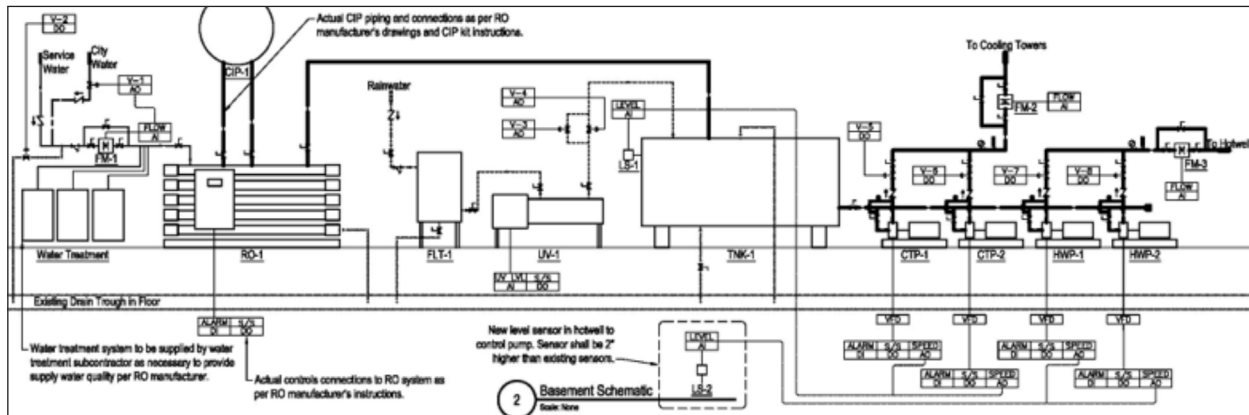 V-2
DO
Service
Water
City
Water
V-1
AO
FLOW
AI
FM-1
Water Treatment
CIP-1
Actual CIP piping and connections as per RO
manufacturer's drawings and CIP kit instructions.
RO-1
Rainwater
FLT-1
V-4
AO
V-3
AO
UV-1
UV LVL S/S
AI DO
LEVEL
AI
LS-1
TNK-1
To Cooling Towers
FM-2
FLOW
AI
V-5
DO
V-6
DO
V-7
DO
V-8
DO
To Hotwell
FM-3
FLOW
AI
CTP-1
CTP-2
HWP-1
HWP-2
Existing Drain Trough in Floor
ALARM S/S
DI DO
Water treatment system to be supplied by water
treatment subcontractor as necessary to provide
supply water quality per RO manufacturer.
Actual controls connections to RO system as
per RO manufacturer's instructions.
New level sensor in hotwell to
control pump. Sensor shall be 2"
higher than existing sensors.
LEVEL
AI
LS-2
VFD
VFD
VFD
VFD
ALARM S/S SPEED
DI DO AO
ALARM S/S SPEED
DI DO AO
ALARM S/S SPEED
DI DO AO
ALARM S/S SPEED
DI DO AO
2
Basement Schematic
Scale: None